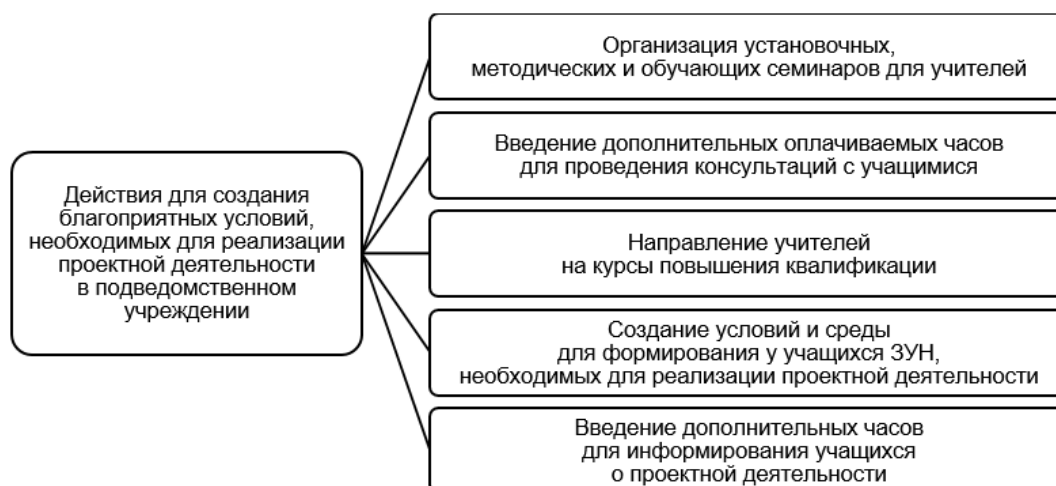 Действия для создания
благоприятных условий,
необходимых для реализации
проектной деятельности
в подведомственном
учреждении
Организация установочных,
методических и обучающих семинаров для учителей
Введение дополнительных оплачиваемых часов
для проведения консультаций с учащимися
Направление учителей
на курсы повышения квалификации
Создание условий и среды
для формирования у учащихся ЗУН,
необходимых для реализации проектной деятельности
Введение дополнительных часов
для информирования учащихся
о проектной деятельности